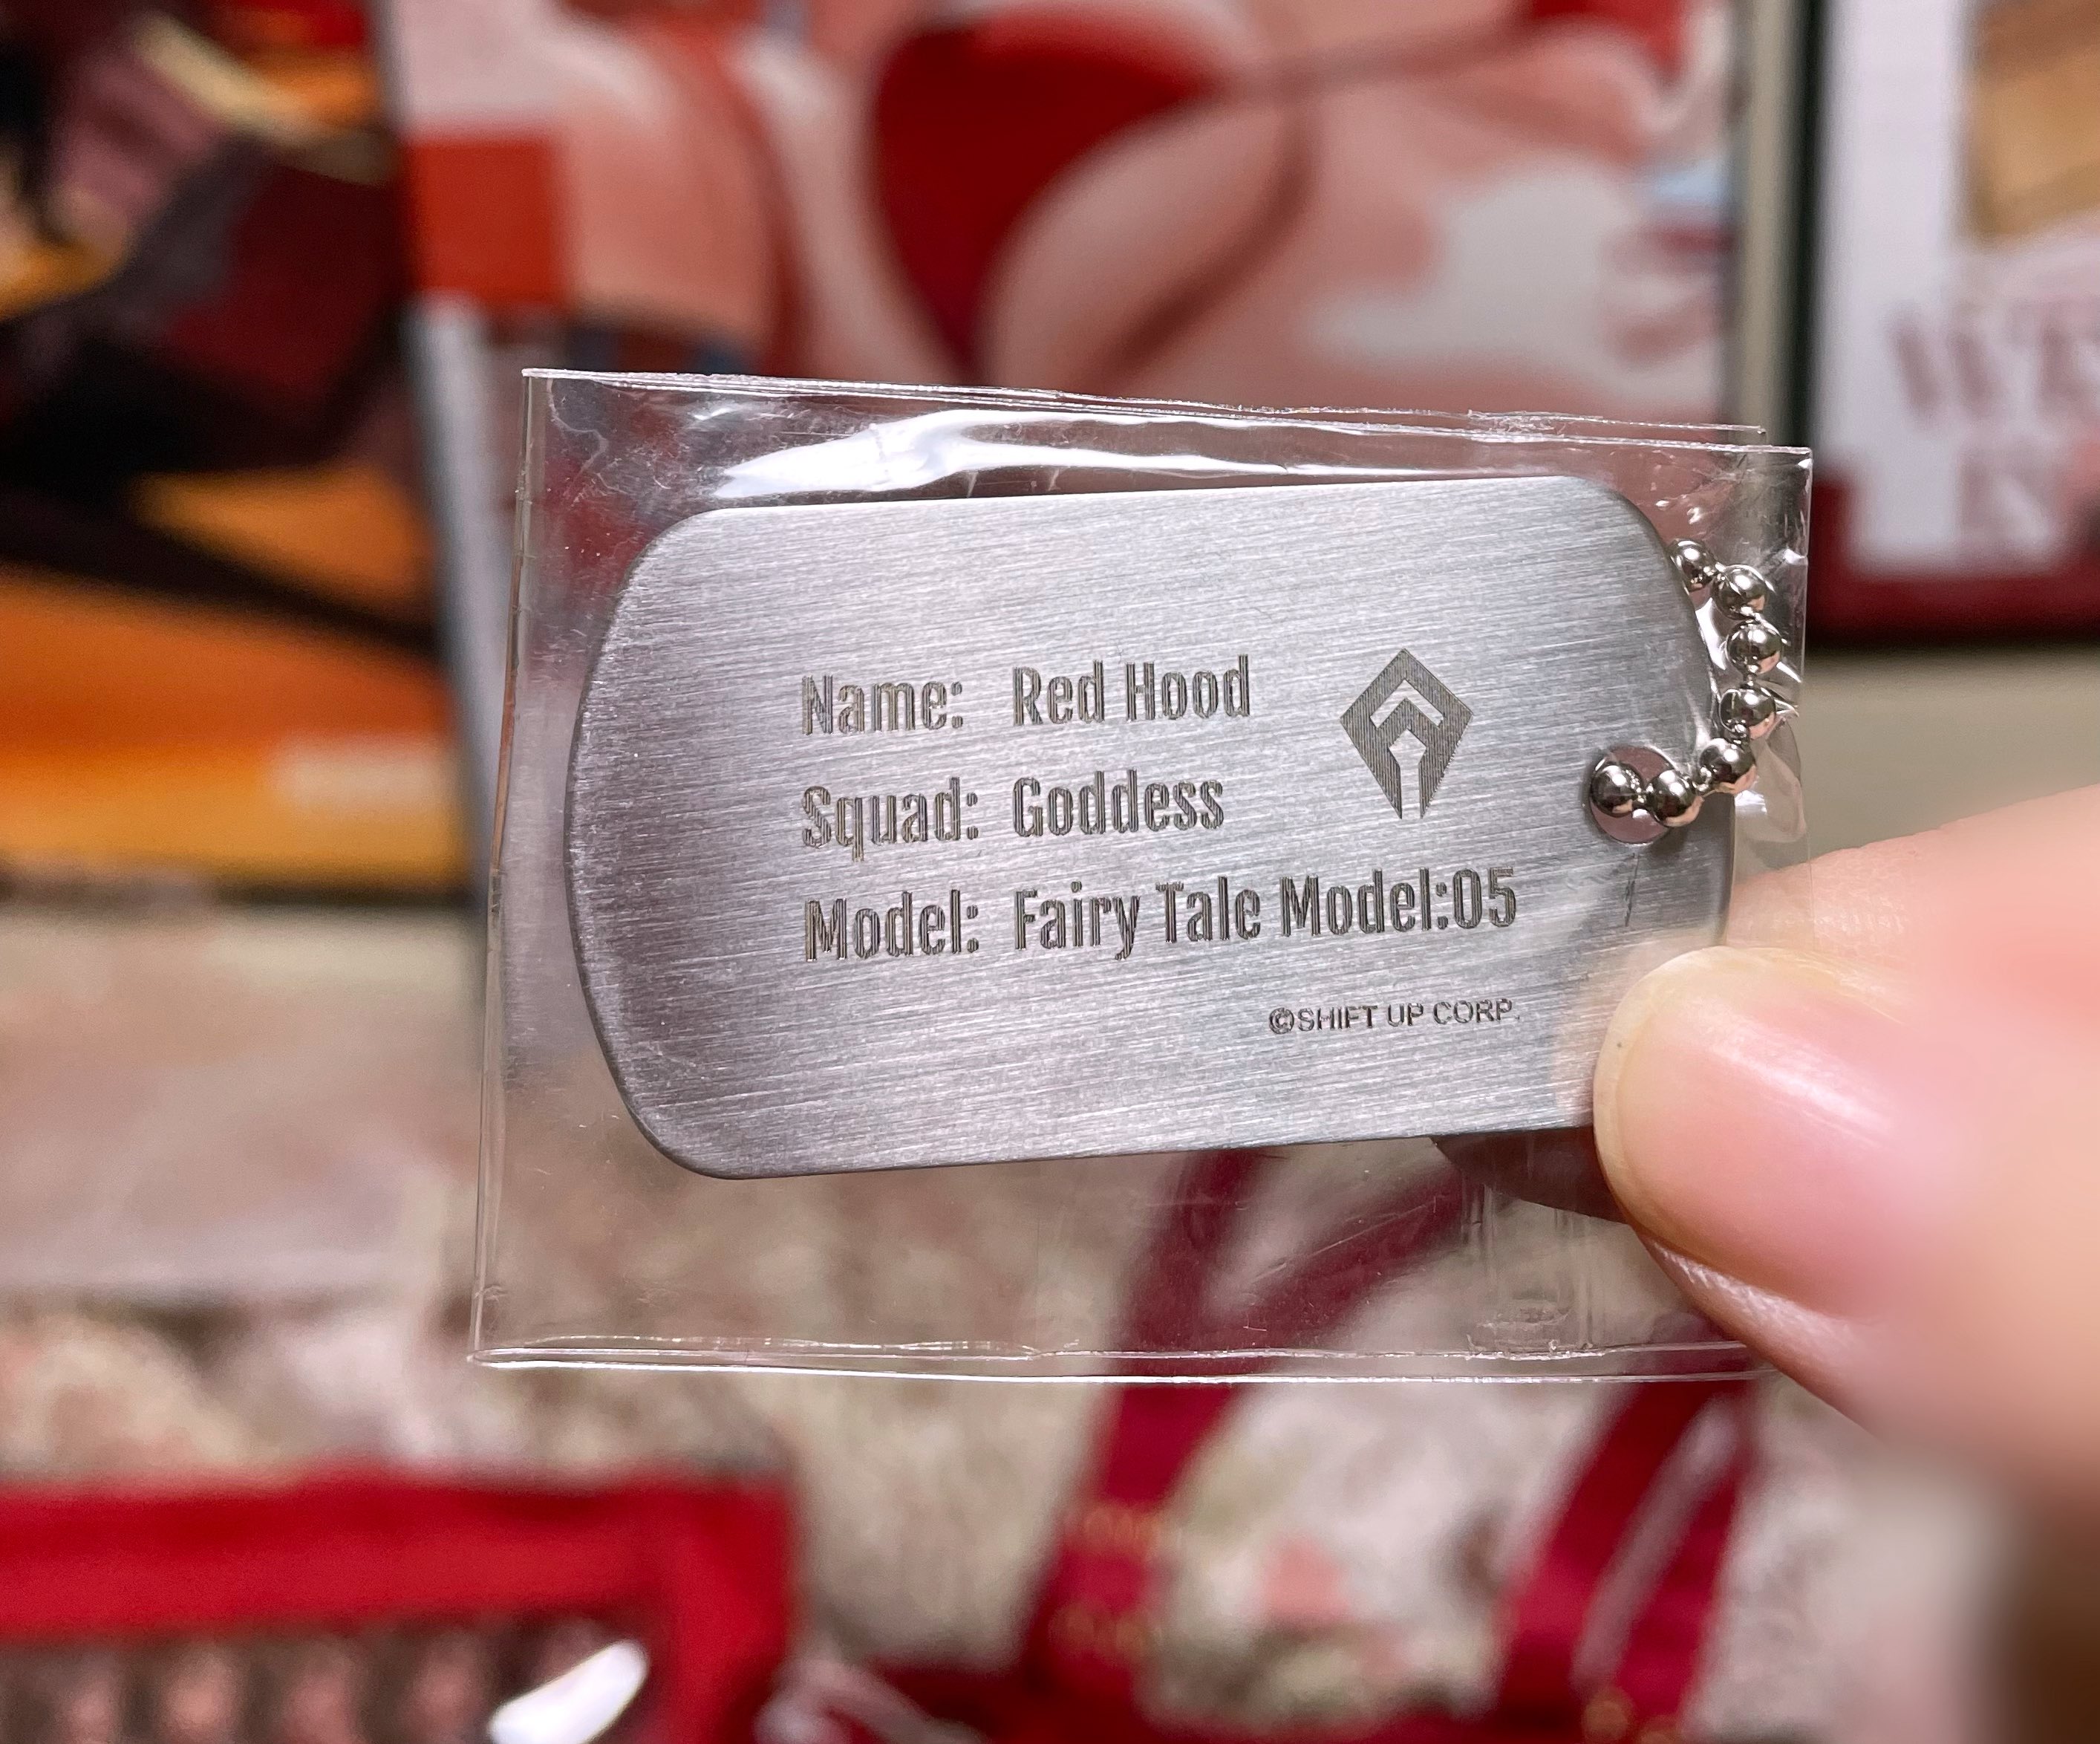 Name: Red Hood
Squad: Goddess
Model: Fairy Tale Model:05
©SHIFT UP CORP.